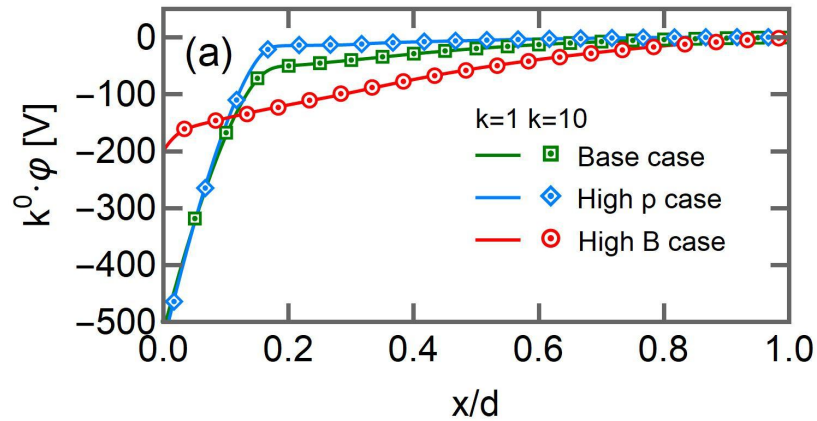 (a)
k⁰·φ [V]
0
−100
−200
−300
−400
−500
k=1 k=10
Base case
High p case
High B case
0.0 0.2 0.4 0.6 0.8 1.0
x/d